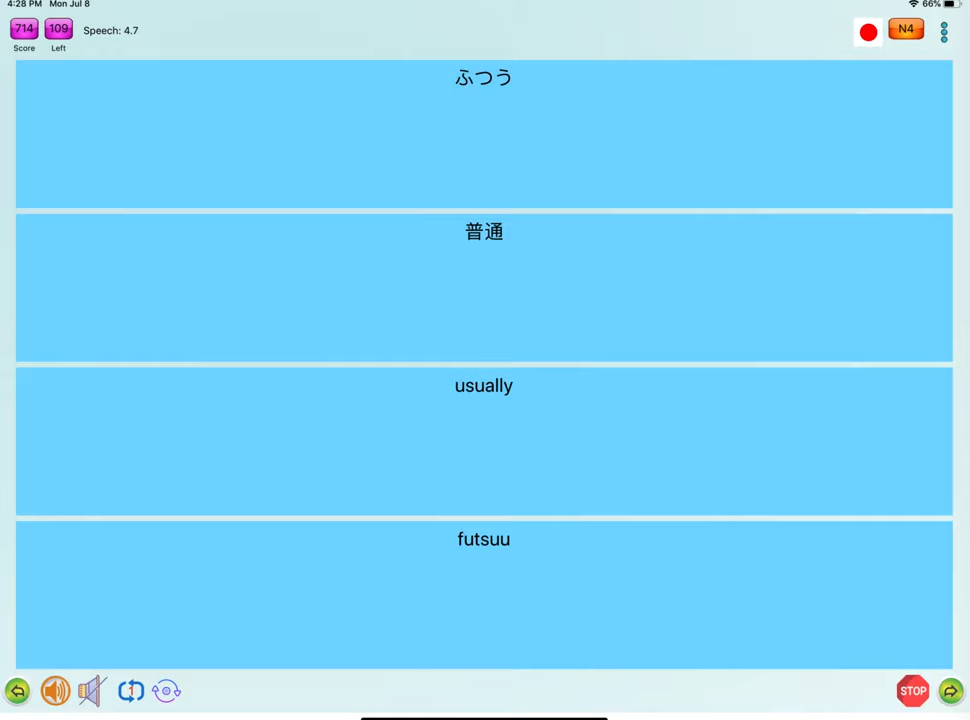 4:28 PM Mon Jul 8
66%
714
109
Speech: 4.7
N4
Score
Left
ふつう
普通
usually
futsuu
1
STOP